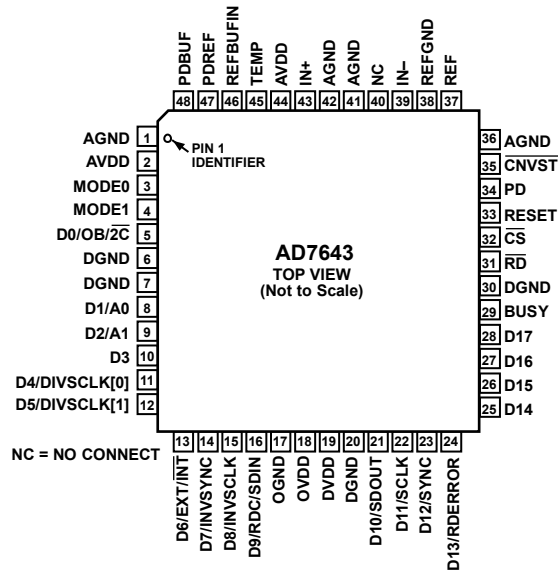 PDBUF
PDREF
REFBUFIN
TEMP
AVDD
IN+
AGND
AGND
NC
IN–
REFGND
REF
48
47
46
45
44
43
42
41
40
39
38
37
AGND 1
AVDD 2
MODE0 3
MODE1 4
D0/OB/2C̅ 5
DGND 6
DGND 7
D1/A0 8
D2/A1 9
D3 10
D4/DIVSCLK[0] 11
D5/DIVSCLK[1] 12
PIN 1
IDENTIFIER
AD7643
TOP VIEW
(Not to Scale)
36 AGND
35 C̅N̅V̅S̅T̅
34 PD
33 RESET
32 C̅S̅
31 R̅D̅
30 DGND
29 BUSY
28 D17
27 D16
26 D15
25 D14
13
14
15
16
17
18
19
20
21
22
23
24
NC = NO CONNECT
D6/EXT/I̅N̅T̅
D7/INVSYNC
D8/INVSCLK
D9/RDC/SDIN
OGND
OVDD
DVDD
DGND
D10/SDOUT
D11/SCLK
D12/SYNC
D13/RDERROR